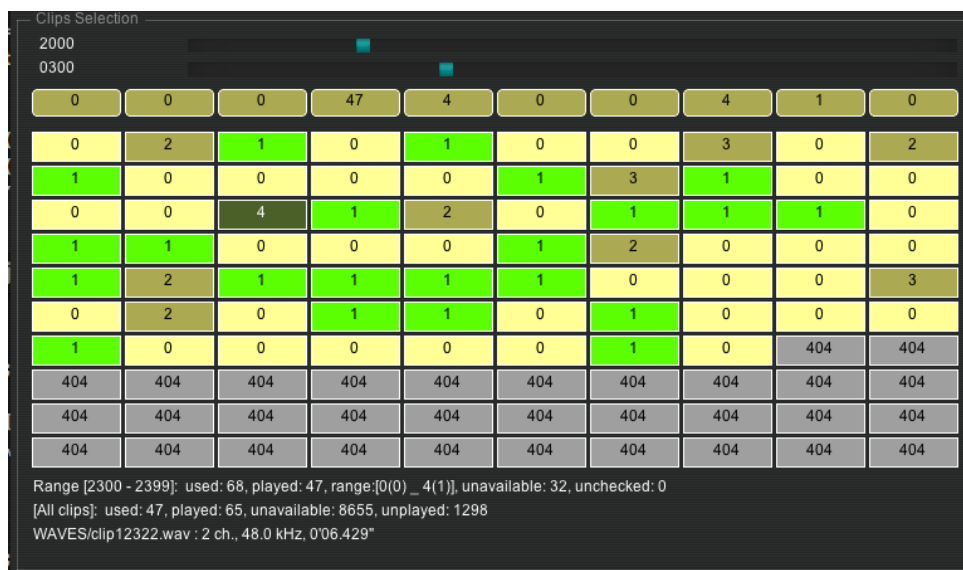 Clips Selection
2000
0300
0 0 0 47 4 0 0 4 1 0
0 2 1 0 1 0 0 3 0 2
1 0 0 0 0 1 3 1 0 0
0 0 4 1 2 0 1 1 1 0
1 1 0 0 0 1 2 0 0 0
1 2 1 1 1 1 0 0 0 3
0 2 0 1 1 0 1 0 0 0
1 0 0 0 0 0 1 0 404 404
404 404 404 404 404 404 404 404 404 404
404 404 404 404 404 404 404 404 404 404
404 404 404 404 404 404 404 404 404 404
Range [2300 - 2399]: used: 68, played: 47, range:[0(0) _ 4(1)], unavailable: 32, unchecked: 0
[All clips]: used: 47, played: 65, unavailable: 8655, unplayed: 1298
WAVES/clip12322.wav : 2 ch., 48.0 kHz, 0'06.429"